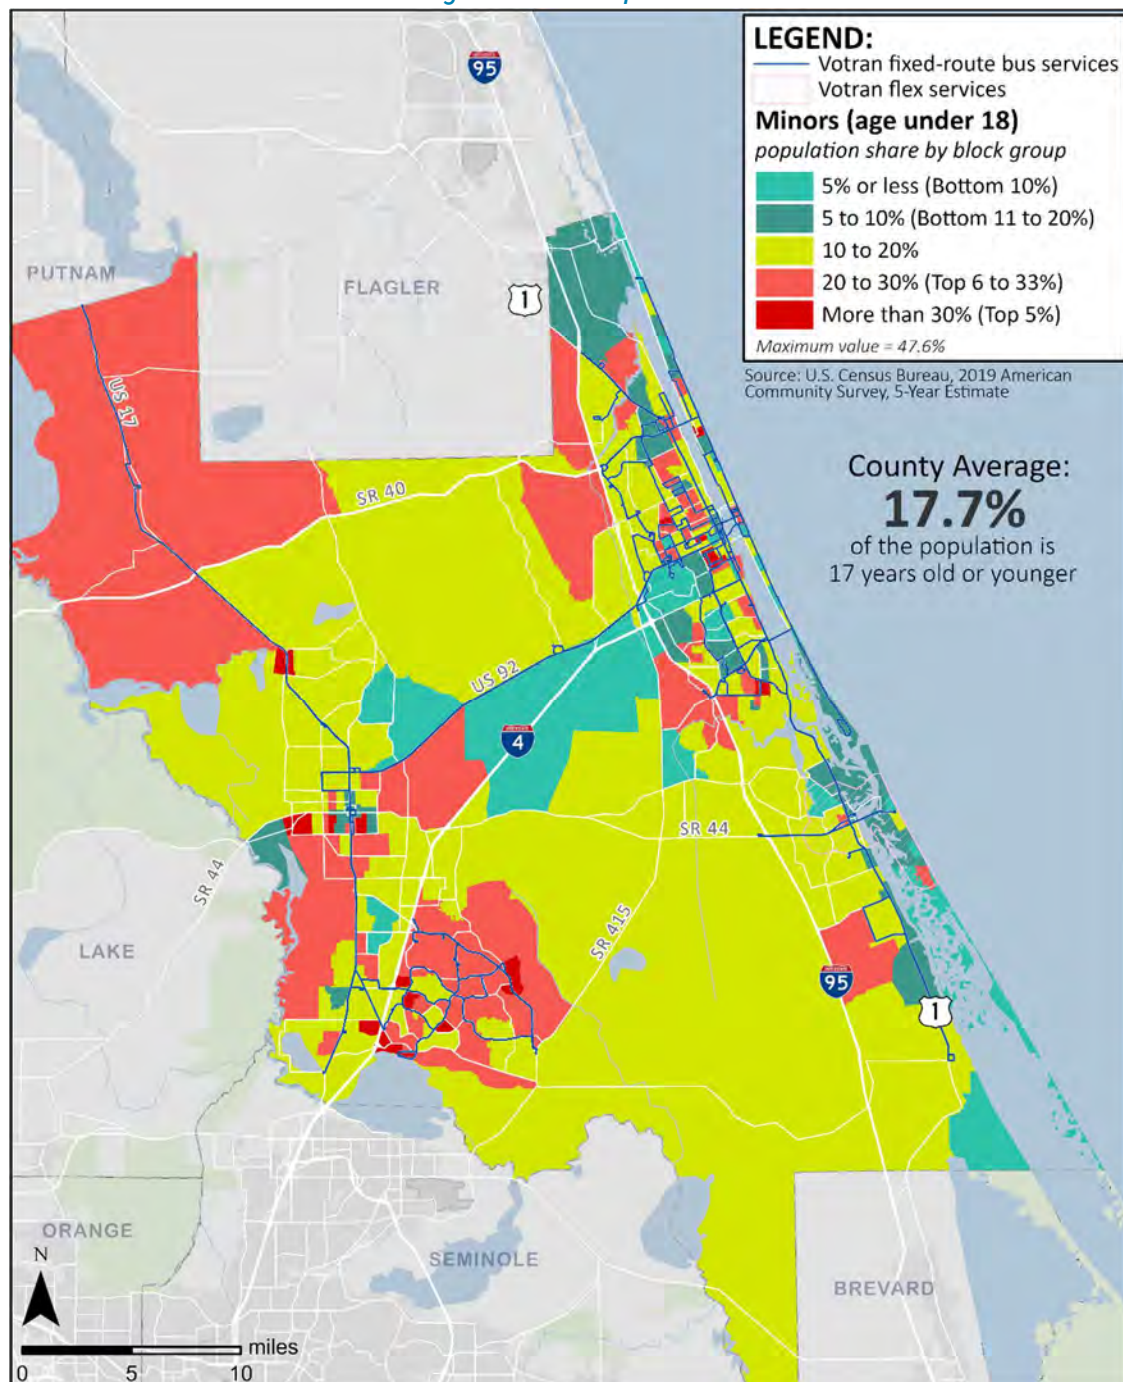 LEGEND:
Votran fixed-route bus services
Votran flex services
Minors (age under 18)
population share by block group
5% or less (Bottom 10%)
5 to 10% (Bottom 11 to 20%)
10 to 20%
20 to 30% (Top 6 to 33%)
More than 30% (Top 5%)
Maximum value = 47.6%
Source: U.S. Census Bureau, 2019 American
Community Survey, 5-Year Estimate
County Average:
17.7%
of the population is
17 years old or younger
95
PUTNAM
FLAGLER
1
US 17
SR 40
US 92
4
SR 44
SR 44
SR 415
LAKE
95
1
ORANGE
SEMINOLE
BREVARD
N
miles
0 5 10